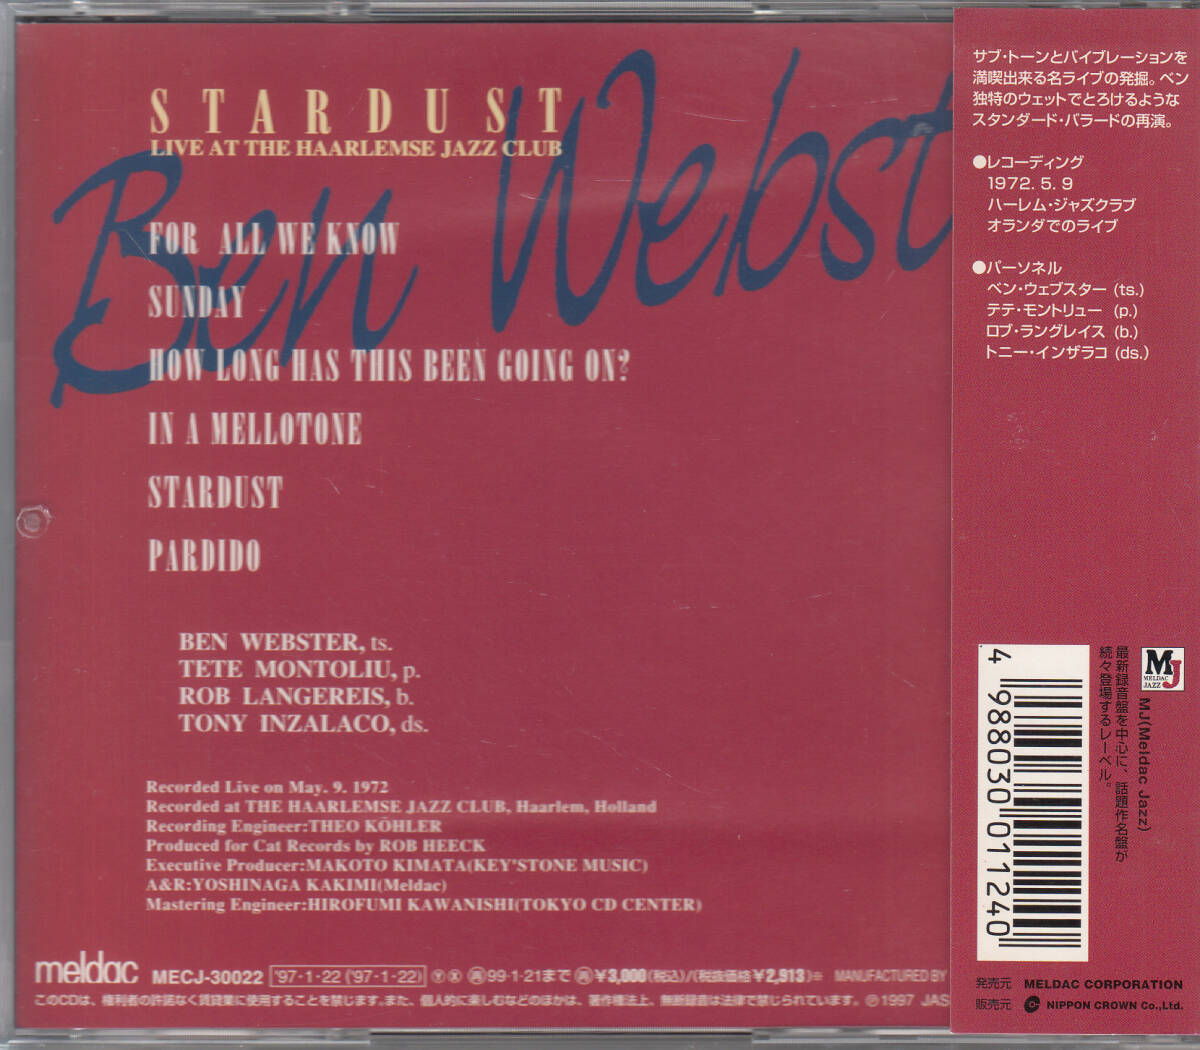 STARDUST
LIVE AT THE HAARLEMSE JAZZ CLUB
Ben Webst
FOR ALL WE KNOW
SUNDAY
HOW LONG HAS THIS BEEN GOING ON?
IN A MELLOTONE
STARDUST
PARDIDO
BEN WEBSTER, ts.
TETE MONTOLIU, p.
ROB LANGEREIS, b.
TONY INZALACO, ds.
Recorded Live on May. 9. 1972
Recorded at THE HAARLEMSE JAZZ CLUB, Haarlem, Holland
Recording Engineer:THEO KÖHLER
Produced for Cat Records by ROB HEECK
Executive Producer:MAKOTO KIMATA(KEY'STONE MUSIC)
A&R:YOSHINAGA KAKIMI(Meldac)
Mastering Engineer:HIROFUMI KAWANISHI(TOKYO CD CENTER)
meldac MECJ-30022 '97·1·22 ('97·1·22) Ⓨ Ⓧ 再 99·1·21まで 再 ¥3,000(税込)/(税抜価格¥2,913)※ MANUFACTURED BY
このCDは、権利者の許諾なく賃貸業に使用することを禁じます。また、個人的に楽しむなどのほかは、著作権法上、無断録音は法律で禁じられています。 ℗1997 JAS
サブ・トーンとバイブレーションを
満喫出来る名ライブの発掘。ベン
独特のウェットでとろけるような
スタンダード・バラードの再演。
●レコーディング
1972. 5. 9
ハーレム・ジャズクラブ
オランダでのライブ
●パーソネル
ベン・ウェブスター (ts.)
テテ・モントリュー (p.)
ロブ・ラングレイス (b.)
トニー・インザラコ (ds.)
MJ
MELDAC
JAZZ
MJ(Meldac Jazz)
最新録音盤を中心に、話題作名盤が
続々登場するレーベル。
4 988030 011240
発売元 MELDAC CORPORATION
販売元 NIPPON CROWN Co.,Ltd.